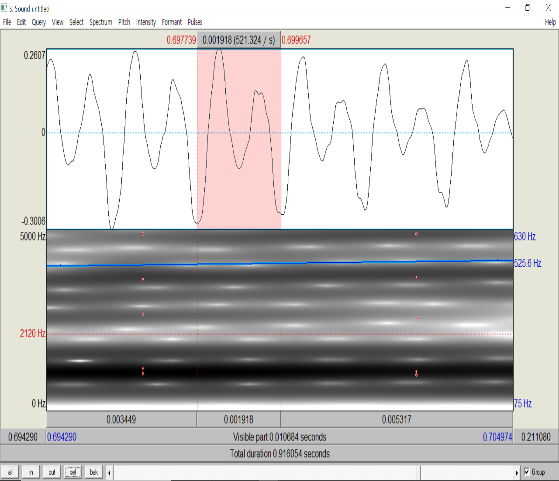 3. Sound untitled
File Edit Query View Select Spectrum Pitch Intensity Formant Pulses Help
0.697739 0.001918 (521.324 / s) 0.699657
0.2607
0
-0.3006
5000 Hz 630 Hz
525.6 Hz
2120 Hz
0 Hz 75 Hz
0.003449 0.001918 0.005317
0.694290 0.694290 Visible part 0.010684 seconds 0.704974 0.211080
Total duration 0.916054 seconds
all in out sel bak Group